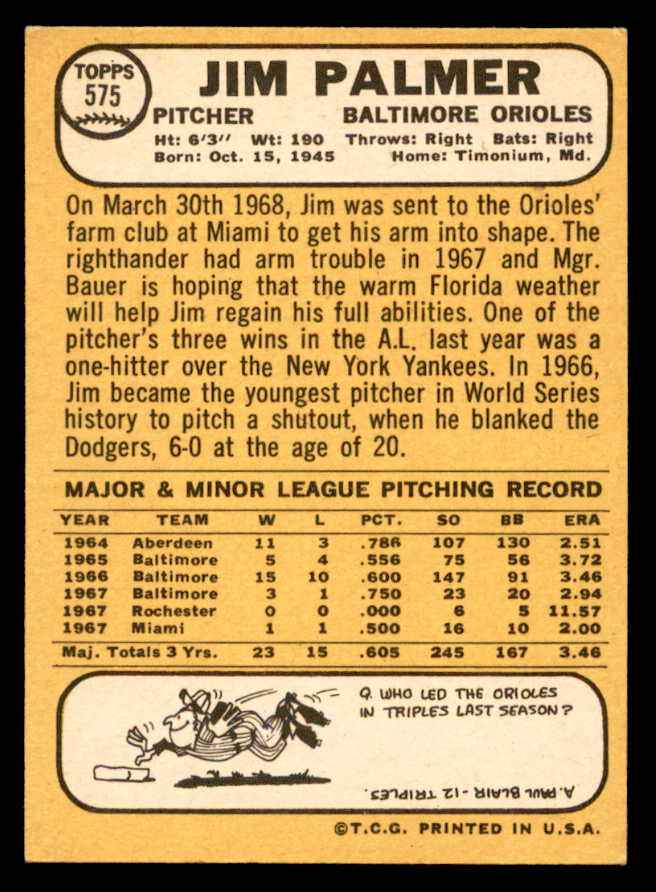 TOPPS
575
JIM PALMER
PITCHER BALTIMORE ORIOLES
Ht: 6'3" Wt: 190 Throws: Right Bats: Right
Born: Oct. 15, 1945 Home: Timonium, Md.
On March 30th 1968, Jim was sent to the Orioles'
farm club at Miami to get his arm into shape. The
righthander had arm trouble in 1967 and Mgr.
Bauer is hoping that the warm Florida weather
will help Jim regain his full abilities. One of the
pitcher's three wins in the A.L. last year was a
one-hitter over the New York Yankees. In 1966,
Jim became the youngest pitcher in World Series
history to pitch a shutout, when he blanked the
Dodgers, 6-0 at the age of 20.
MAJOR & MINOR LEAGUE PITCHING RECORD
YEAR TEAM W L PCT. SO BB ERA
1964 Aberdeen 11 3 .786 107 130 2.51
1965 Baltimore 5 4 .556 75 56 3.72
1966 Baltimore 15 10 .600 147 91 3.46
1967 Baltimore 3 1 .750 23 20 2.94
1967 Rochester 0 0 .000 6 5 11.57
1967 Miami 1 1 .500 16 10 2.00
Maj. Totals 3 Yrs. 23 15 .605 245 167 3.46
Q. WHO LED THE ORIOLES
IN TRIPLES LAST SEASON?
A. PAUL BLAIR - 12 TRIPLES.
©T.C.G. PRINTED IN U.S.A.